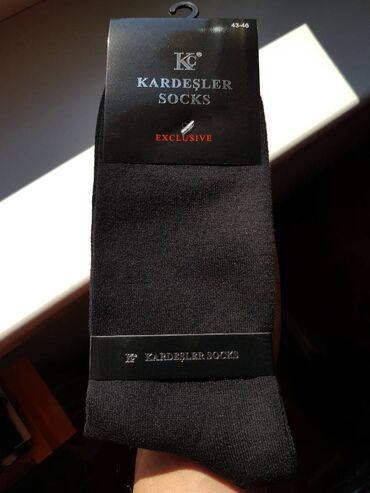 43-46
KC®
KARDEŞLER
SOCKS
EXCLUSIVE
KC® KARDEŞLER SOCKS